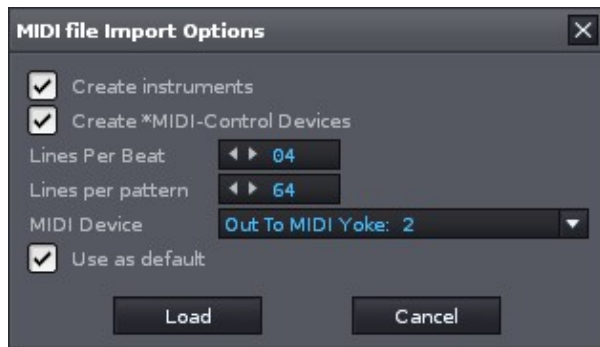 MIDI file Import Options
Create instruments
Create *MIDI-Control Devices
Lines Per Beat 04
Lines per pattern 64
MIDI Device Out To MIDI Yoke: 2
Use as default
Load Cancel